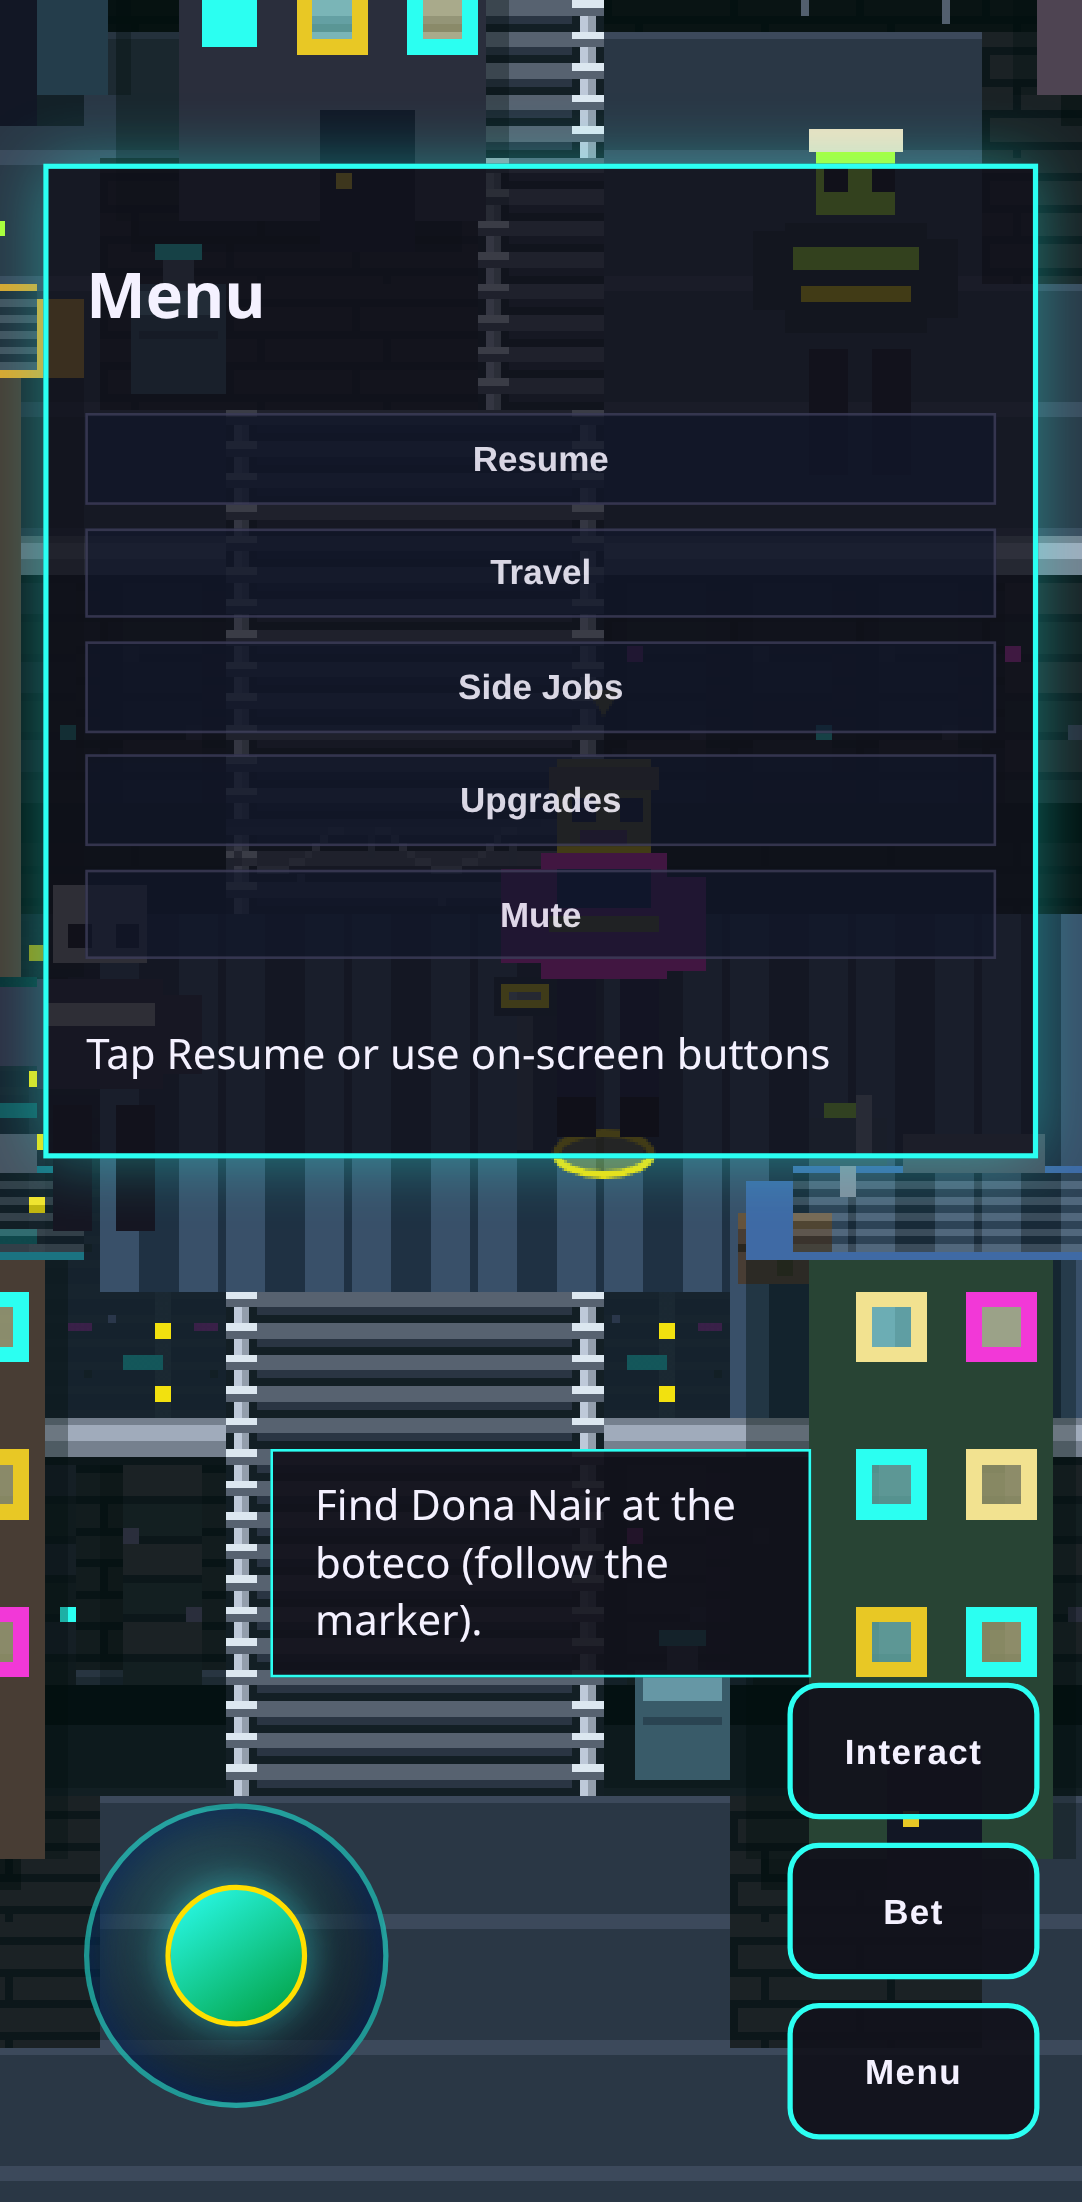 Menu
Resume
Travel
Side Jobs
Upgrades
Mute
Tap Resume or use on-screen buttons
Find Dona Nair at the
boteco (follow the
marker).
Interact
Bet
Menu